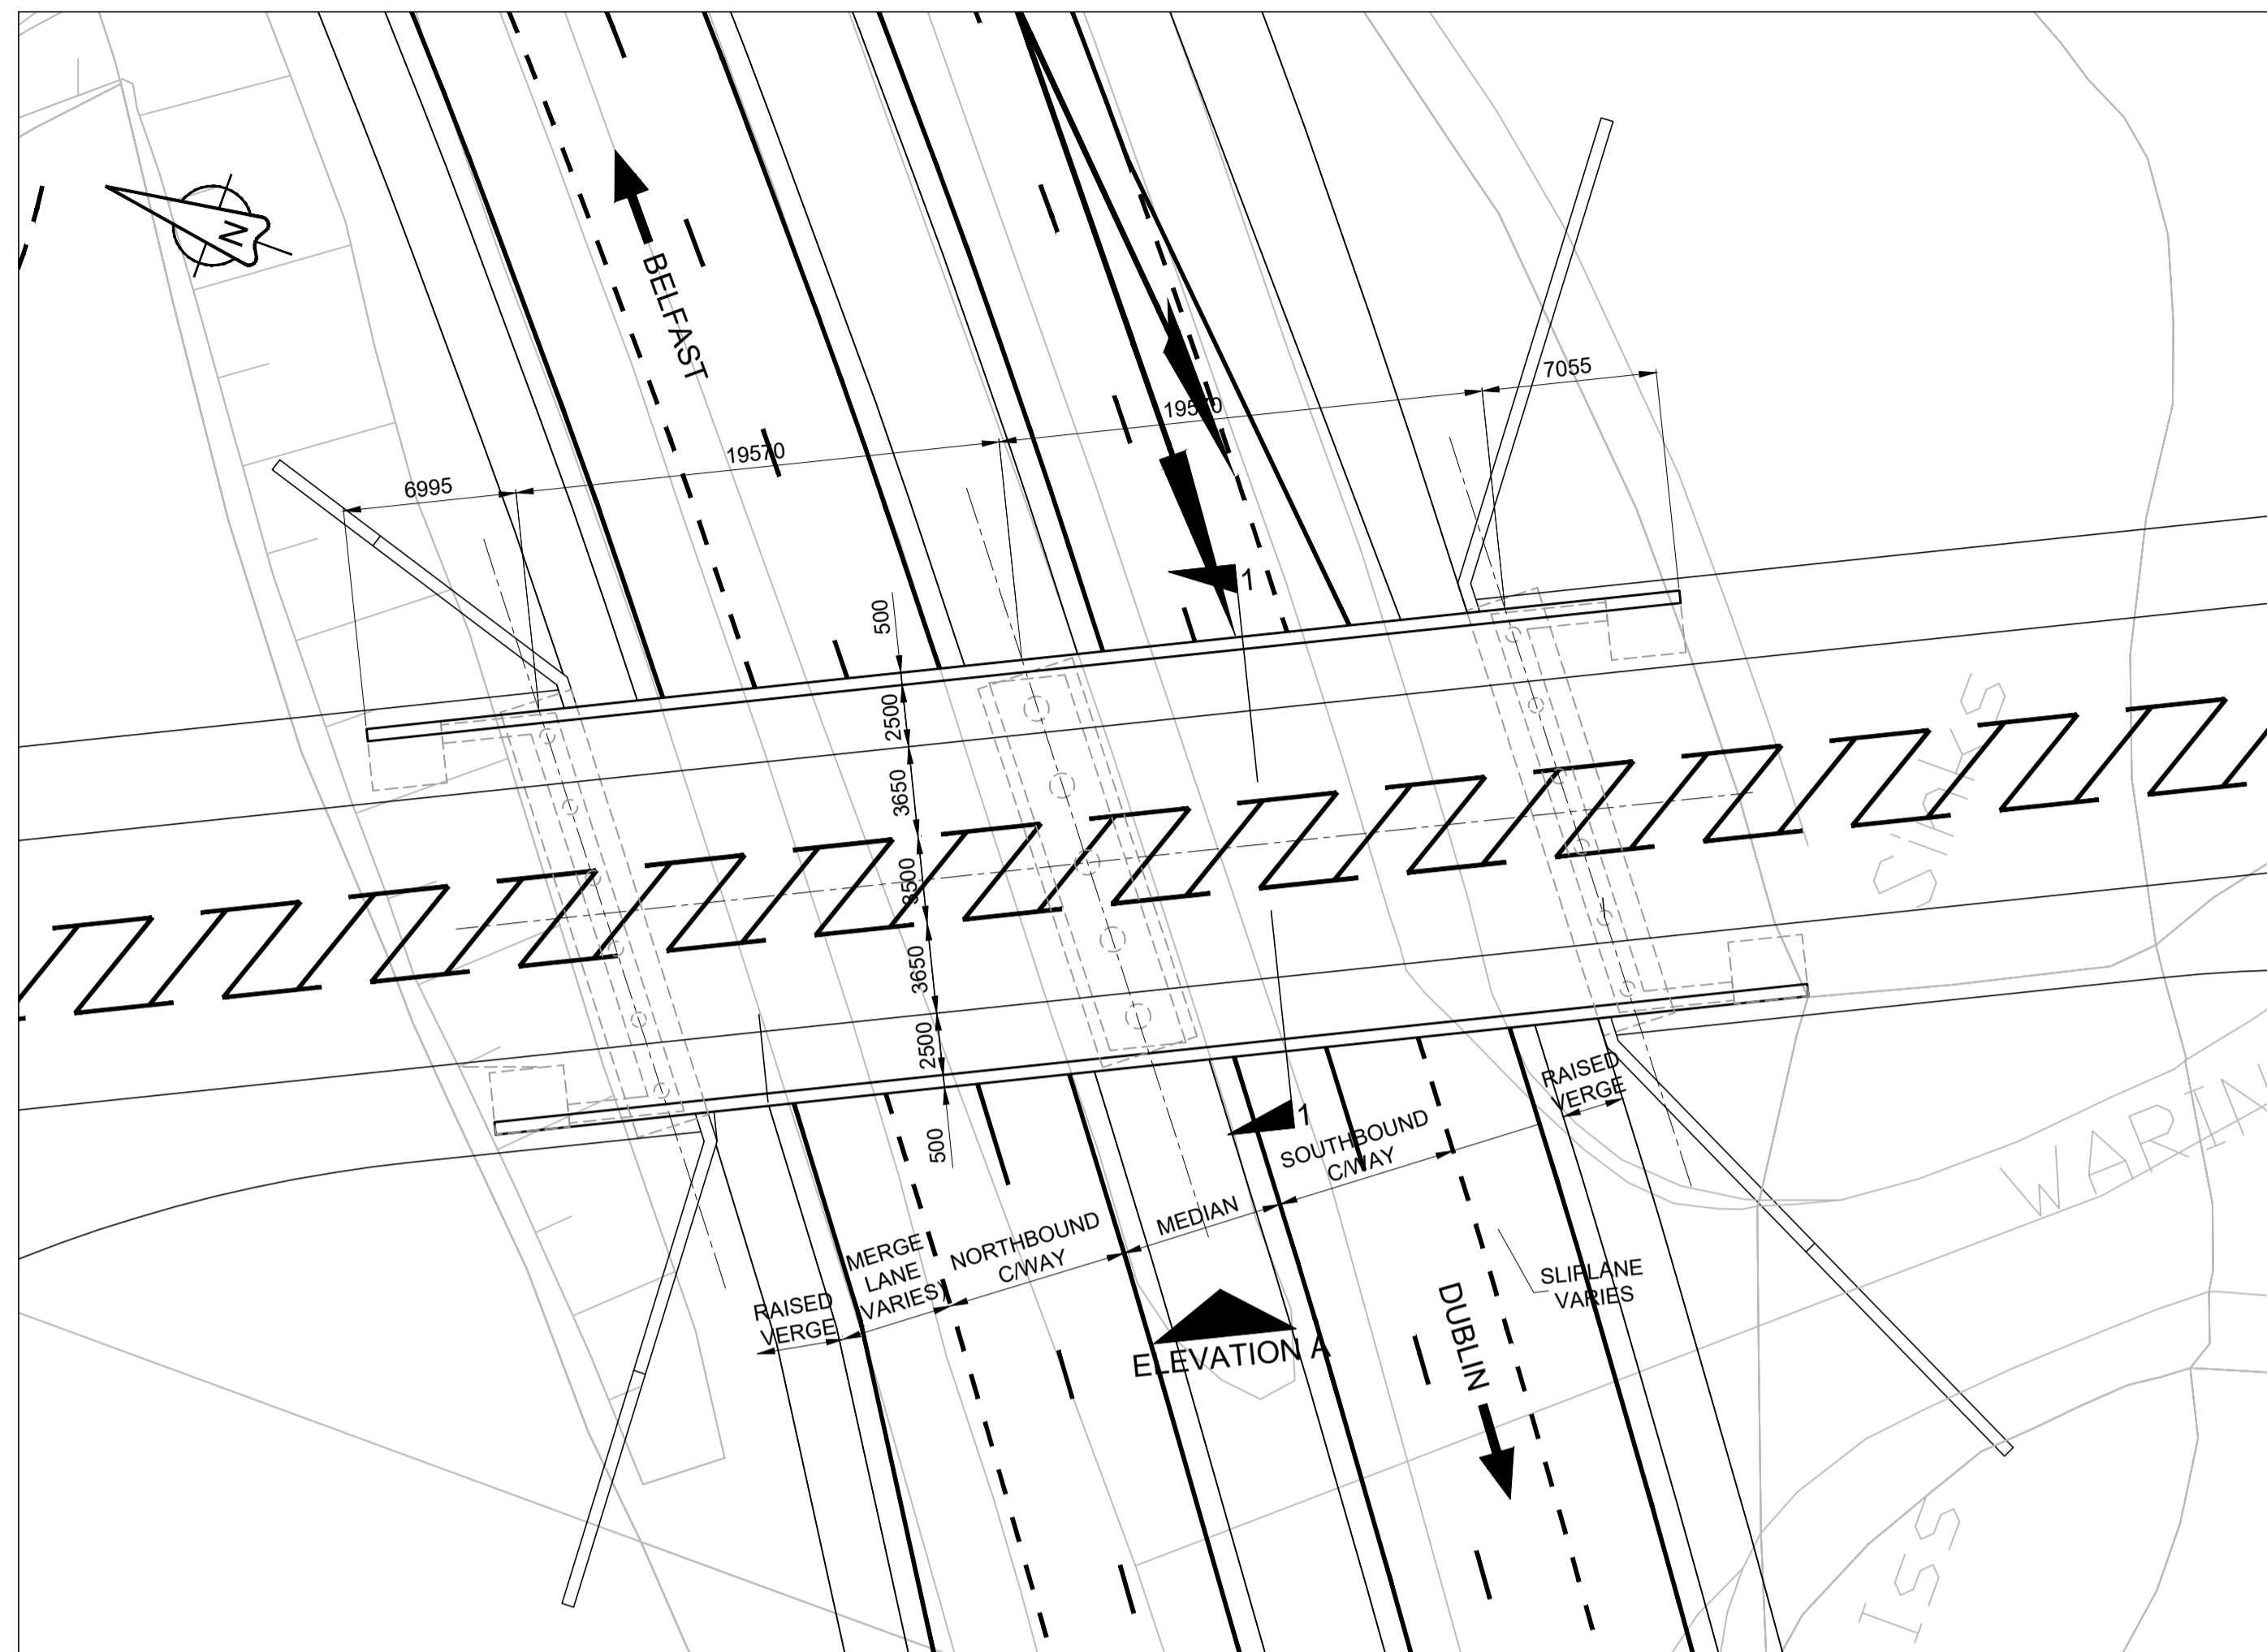 N
BELFAST
7055
19570
19570
6995
1
500
2500
3650
3500
3650
2500
500
RAISED
VERGE
1
SOUTHBOUND
C/WAY
MEDIAN
NORTHBOUND
C/WAY
MERGE
LANE
VARIES)
RAISED
VERGE
SLIPLANE
VARIES
DUBLIN
ELEVATION A